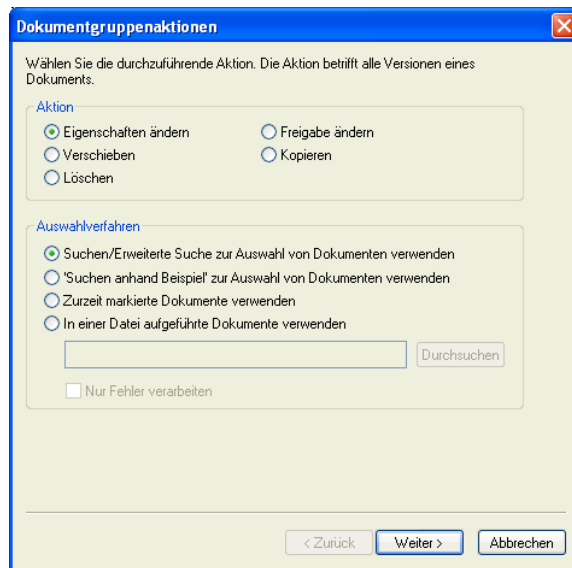 Dokumentgruppenaktionen
Wählen Sie die durchzuführende Aktion. Die Aktion betrifft alle Versionen eines
Dokuments.
Aktion
Eigenschaften ändern
Freigabe ändern
Verschieben
Kopieren
Löschen
Auswahlverfahren
Suchen/Erweiterte Suche zur Auswahl von Dokumenten verwenden
'Suchen anhand Beispiel' zur Auswahl von Dokumenten verwenden
Zurzeit markierte Dokumente verwenden
In einer Datei aufgeführte Dokumente verwenden
Durchsuchen
Nur Fehler verarbeiten
< Zurück
Weiter >
Abbrechen